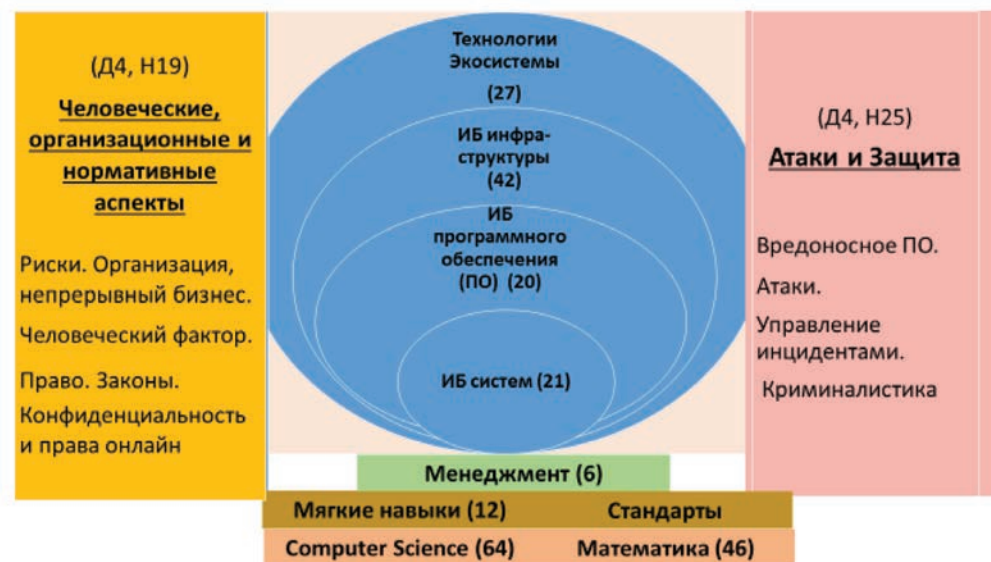 (Д4, Н19)
Человеческие,
организационные и
нормативные
аспекты
Риски. Организация,
непрерывный бизнес.
Человеческий фактор.
Право. Законы.
Конфиденциальность
и права онлайн
Технологии
Экосистемы
(27)
ИБ инфра-
структуры
(42)
ИБ
программного
обеспечения
(ПО) (20)
ИБ систем (21)
(Д4, Н25)
Атаки и Защита
Вредоносное ПО.
Атаки.
Управление
инцидентами.
Криминалистика
Менеджмент (6)
Мягкие навыки (12) Стандарты
Computer Science (64) Математика (46)